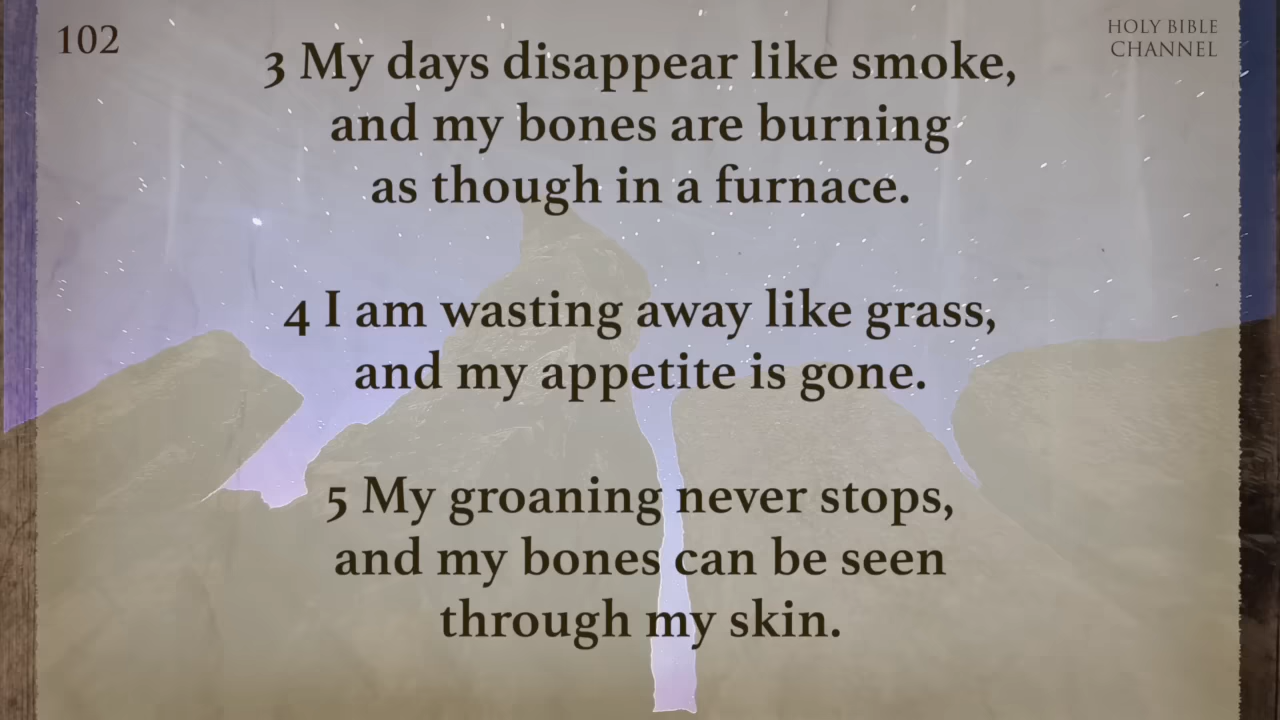 102
HOLY BIBLE
CHANNEL
3 My days disappear like smoke,
and my bones are burning
as though in a furnace.
4 I am wasting away like grass,
and my appetite is gone.
5 My groaning never stops,
and my bones can be seen
through my skin.